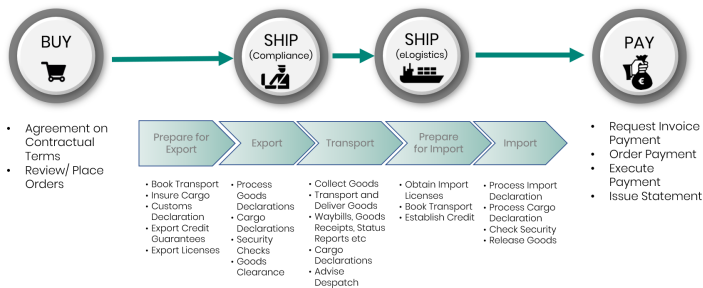 BUY
SHIP
(Compliance)
SHIP
(eLogistics)
PAY
€
• Agreement on
Contractual
Terms
• Review/ Place
Orders
Prepare for
Export
Export
Transport
Prepare
for Import
Import
• Book Transport
• Insure Cargo
• Customs
Declaration
• Export Credit
Guarantees
• Export Licenses
• Process
Goods
Declarations
• Cargo
Declarations
• Security
Checks
• Goods
Clearance
• Collect Goods
• Transport and
Deliver Goods
• Waybills, Goods
Receipts, Status
Reports etc
• Cargo
Declarations
• Advise
Despatch
• Obtain Import
Licenses
• Book Transport
• Establish Credit
• Process Import
Declaration
• Process Cargo
Declaration
• Check Security
• Release Goods
• Request Invoice
Payment
• Order Payment
• Execute
Payment
• Issue Statement